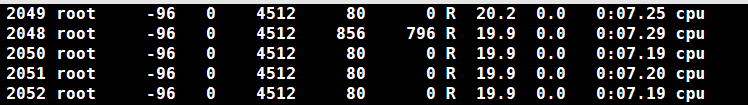 2049 root -96 0 4512 80 0 R 20.2 0.0 0:07.25 cpu
2048 root -96 0 4512 856 796 R 19.9 0.0 0:07.29 cpu
2050 root -96 0 4512 80 0 R 19.9 0.0 0:07.19 cpu
2051 root -96 0 4512 80 0 R 19.9 0.0 0:07.20 cpu
2052 root -96 0 4512 80 0 R 19.9 0.0 0:07.19 cpu